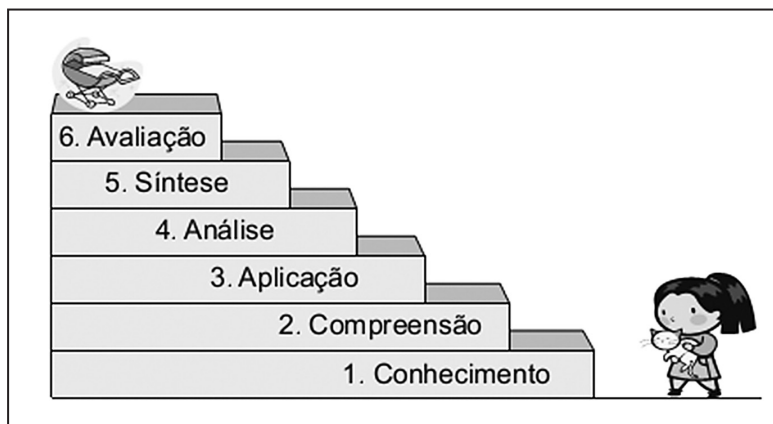 6. Avaliação
5. Síntese
4. Análise
3. Aplicação
2. Compreensão
1. Conhecimento